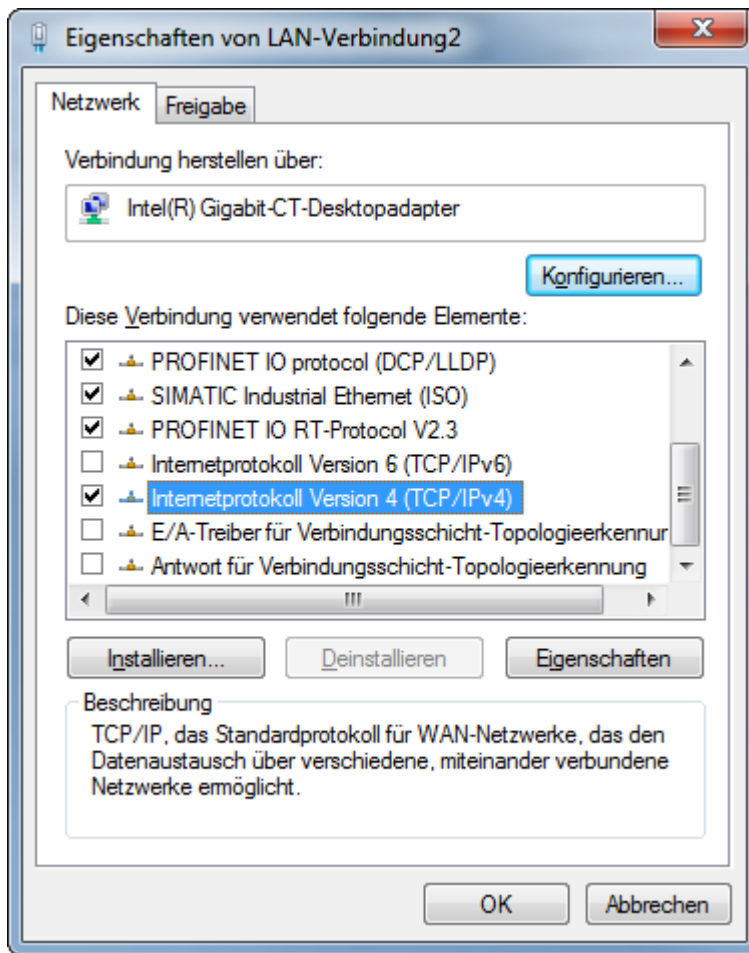 Eigenschaften von LAN-Verbindung2
Netzwerk
Freigabe
Verbindung herstellen über:
Intel(R) Gigabit-CT-Desktopadapter
Konfigurieren...
Diese Verbindung verwendet folgende Elemente:
PROFINET IO protocol (DCP/LLDP)
SIMATIC Industrial Ethernet (ISO)
PROFINET IO RT-Protocol V2.3
Internetprotokoll Version 6 (TCP/IPv6)
Internetprotokoll Version 4 (TCP/IPv4)
E/A-Treiber für Verbindungsschicht-Topologieerkennur
Antwort für Verbindungsschicht-Topologieerkennung
Installieren...
Deinstallieren
Eigenschaften
Beschreibung
TCP/IP, das Standardprotokoll für WAN-Netzwerke, das den
Datenaustausch über verschiedene, miteinander verbundene
Netzwerke ermöglicht.
OK
Abbrechen